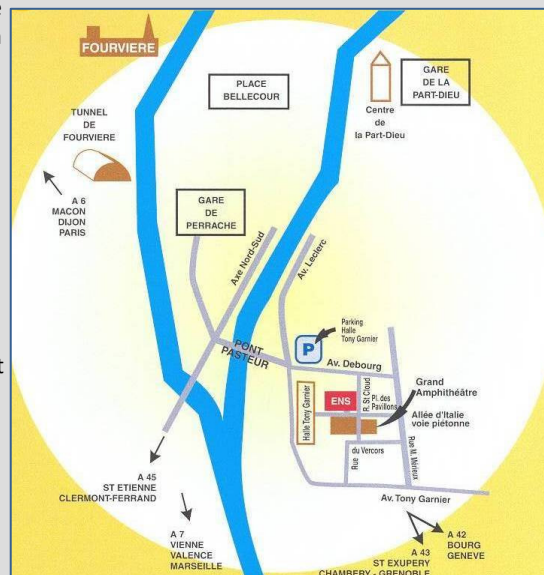 FOURVIERE
PLACE
BELLECOUR
GARE
DE LA
PART-DIEU
Centre
de
la Part-Dieu
TUNNEL
DE
FOURVIERE
A 6
MACON
DIJON
PARIS
GARE
DE
PERRACHE
Axe Nord-Sud
Av. Leclerc
PONT
PASTEUR
P
Parking
Halle
Tony Garnier
Av. Debourg
Halle Tony Garnier
ENS
R. St Cloud
Pl. des
Pavillons
Grand
Amphithéâtre
Allée d'Italie
voie piétonne
Rue
du Vercors
Rue M. Mérieux
Av. Tony Garnier
A 45
ST ETIENNE
CLERMONT-FERRAND
A 7
VIENNE
VALENCE
MARSEILLE
A 42
BOURG
GENEVE
A 43
ST EXUPERY
CHAMBERY - GRENOBLE